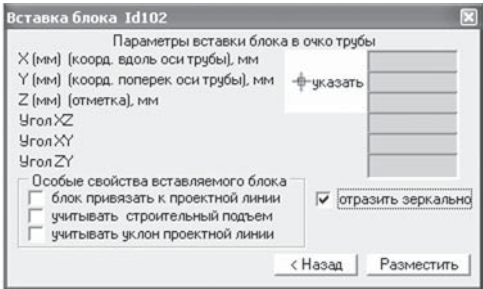 Вставка блока Id102
Параметры вставки блока в очко трубы
X (мм) (коорд. вдоль оси трубы), мм
Y (мм) (коорд. поперек оси трубы), мм
указать
Z (мм) (отметка), мм
Угол XZ
Угол XY
Угол ZY
Особые свойства вставляемого блока
блок привязать к проектной линии
отразить зеркально
учитывать строительный подъем
учитывать уклон проектной линии
< Назад
Разместить